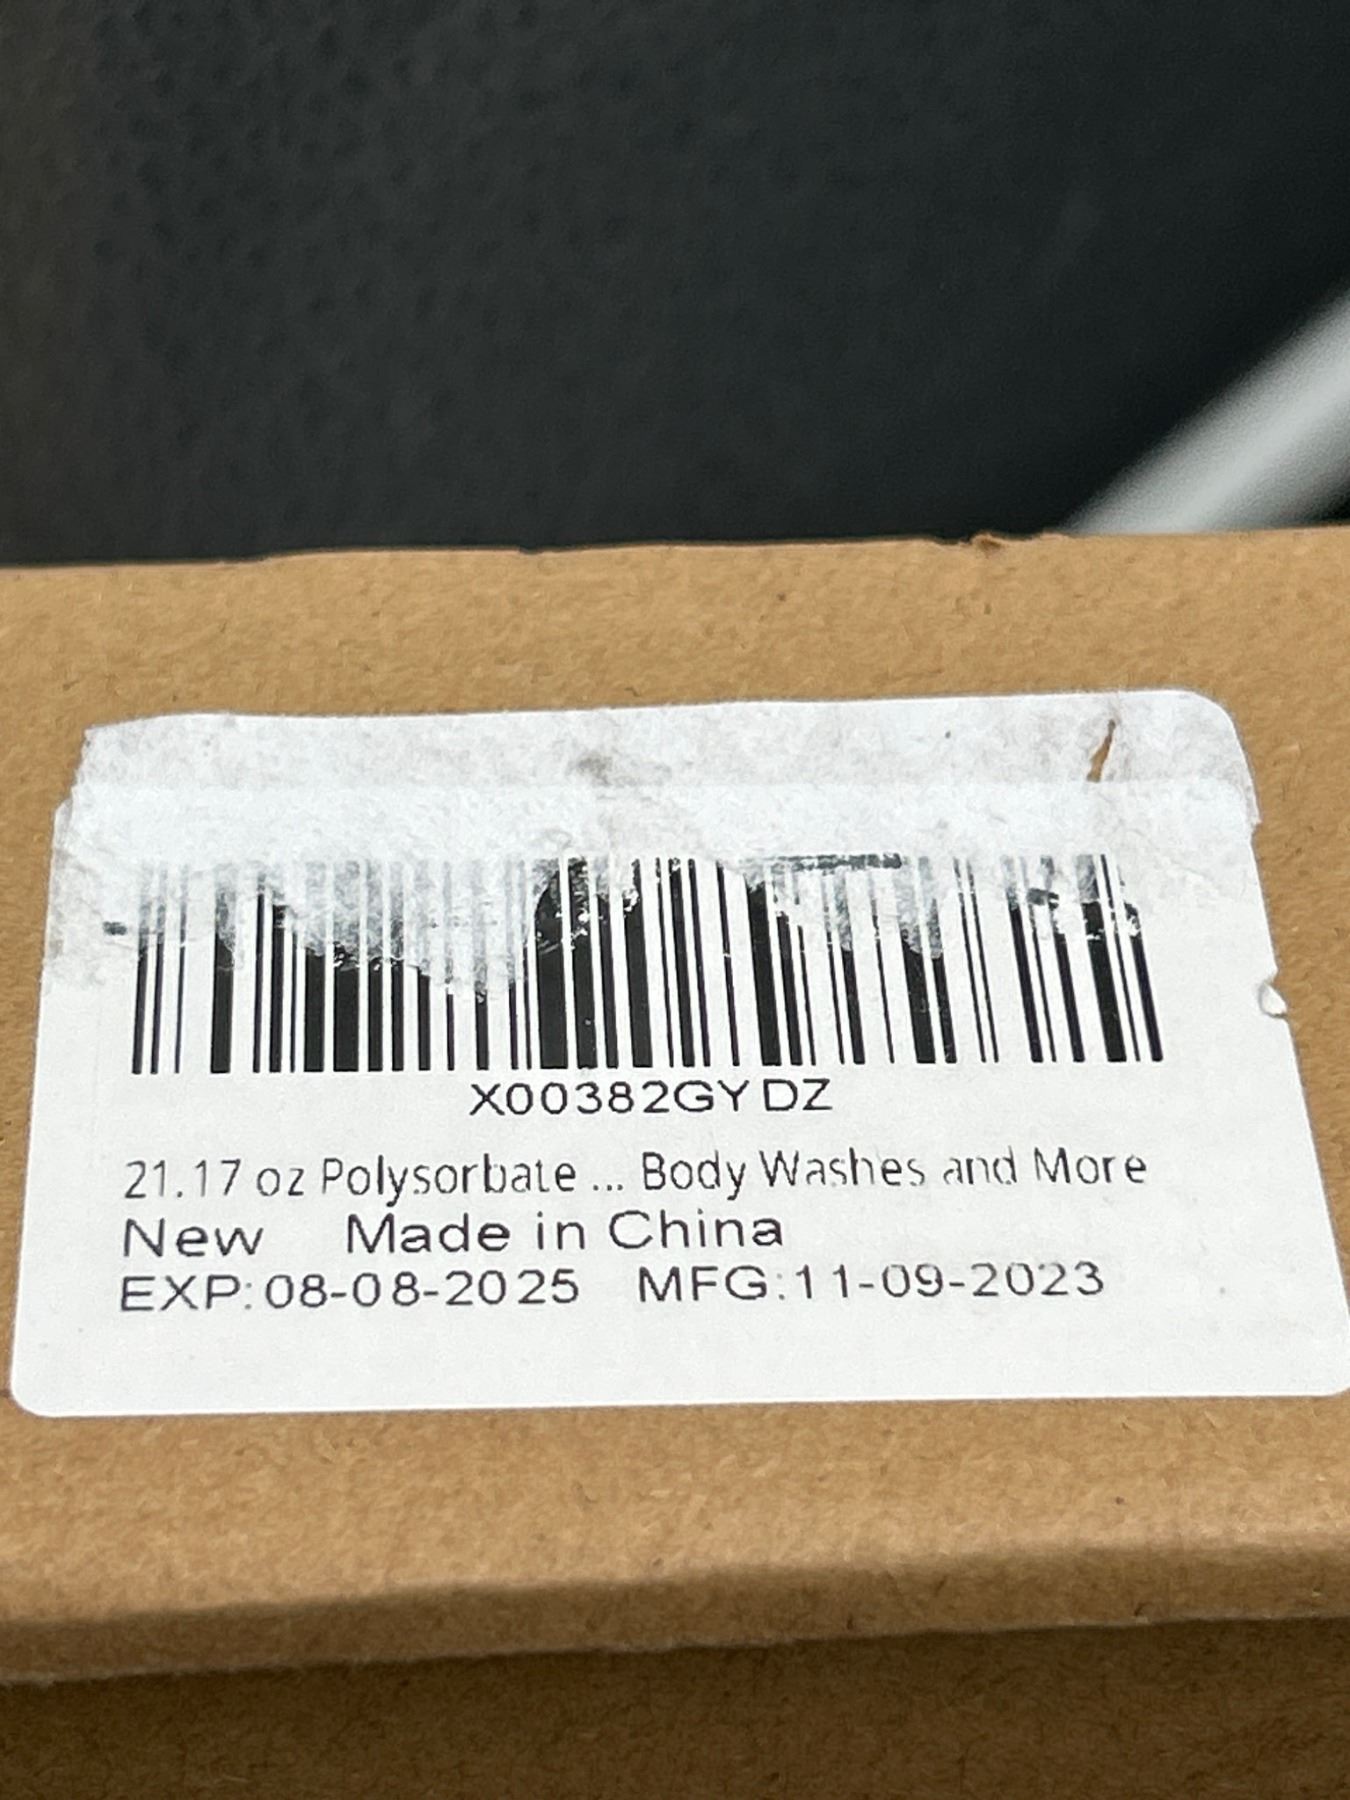 X00382GYDZ
21.17 oz Polysorbate ... Body Washes and More
New Made in China
EXP:08-08-2025 MFG:11-09-2023